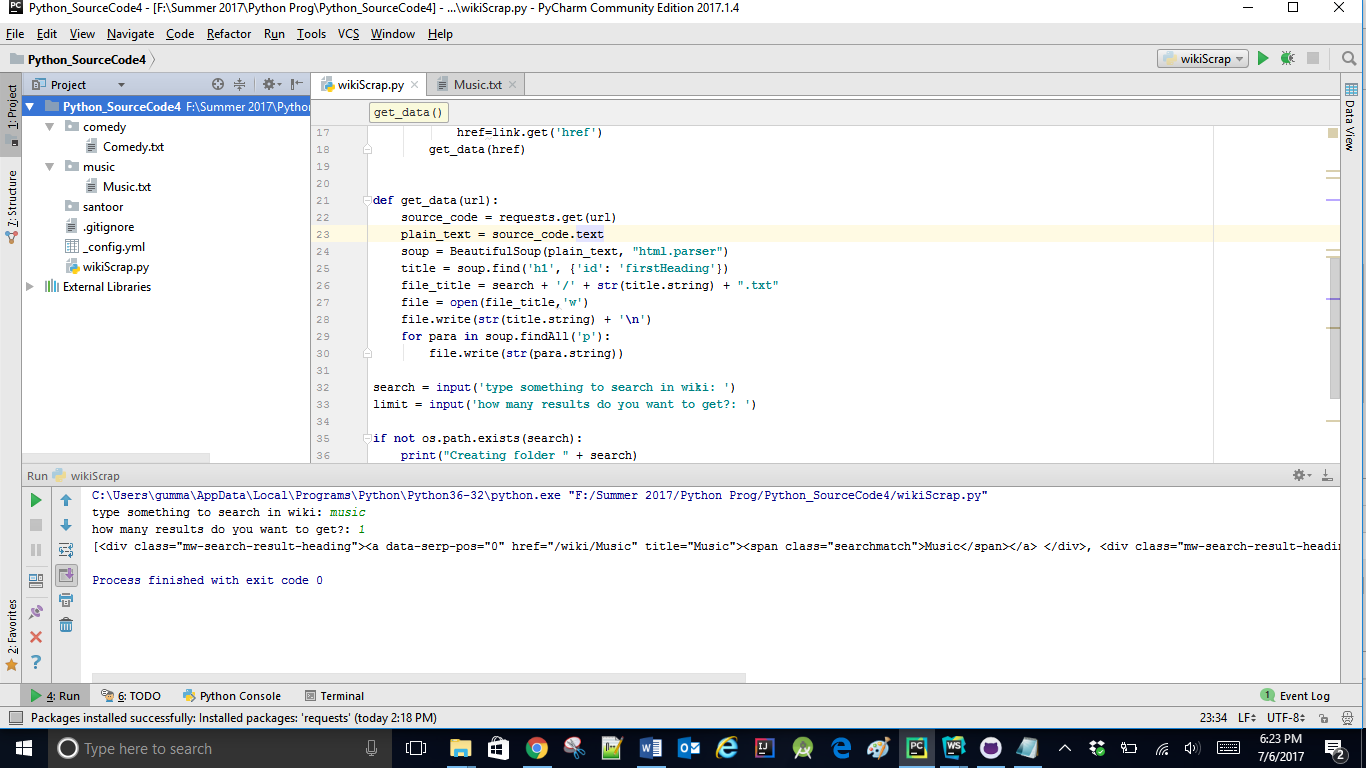 Python_SourceCode4 - [F:\Summer 2017\Python Prog\Python_SourceCode4] - ...\wikiScrap.py - PyCharm Community Edition 2017.1.4
File Edit View Navigate Code Refactor Run Tools VCS Window Help
Python_SourceCode4
wikiScrap
Project
wikiScrap.py
Music.txt
1: Project
7: Structure
2: Favorites
Data View
Python_SourceCode4 F:\Summer 2017\Pythor
comedy
Comedy.txt
music
Music.txt
santoor
.gitignore
_config.yml
wikiScrap.py
External Libraries
get_data()
17 href=link.get('href')
18 get_data(href)
19
20
21 def get_data(url):
22 source_code = requests.get(url)
23 plain_text = source_code.text
24 soup = BeautifulSoup(plain_text, "html.parser")
25 title = soup.find('h1', {'id': 'firstHeading'})
26 file_title = search + '/' + str(title.string) + ".txt"
27 file = open(file_title,'w')
28 file.write(str(title.string) + '\n')
29 for para in soup.findAll('p'):
30 file.write(str(para.string))
31
32 search = input('type something to search in wiki: ')
33 limit = input('how many results do you want to get?: ')
34
35 if not os.path.exists(search):
36 print("Creating folder " + search)
Run wikiScrap
C:\Users\gumma\AppData\Local\Programs\Python\Python36-32\python.exe "F:/Summer 2017/Python Prog/Python_SourceCode4/wikiScrap.py"
type something to search in wiki: music
how many results do you want to get?: 1
[<div class="mw-search-result-heading"><a data-serp-pos="0" href="/wiki/Music" title="Music"><span class="searchmatch">Music</span></a> </div>, <div class="mw-search-result-headin
Process finished with exit code 0
4: Run 6: TODO Python Console Terminal
1 Event Log
Packages installed successfully: Installed packages: 'requests' (today 2:18 PM)
23:34 LF UTF-8
Type here to search
6:23 PM
7/6/2017
2